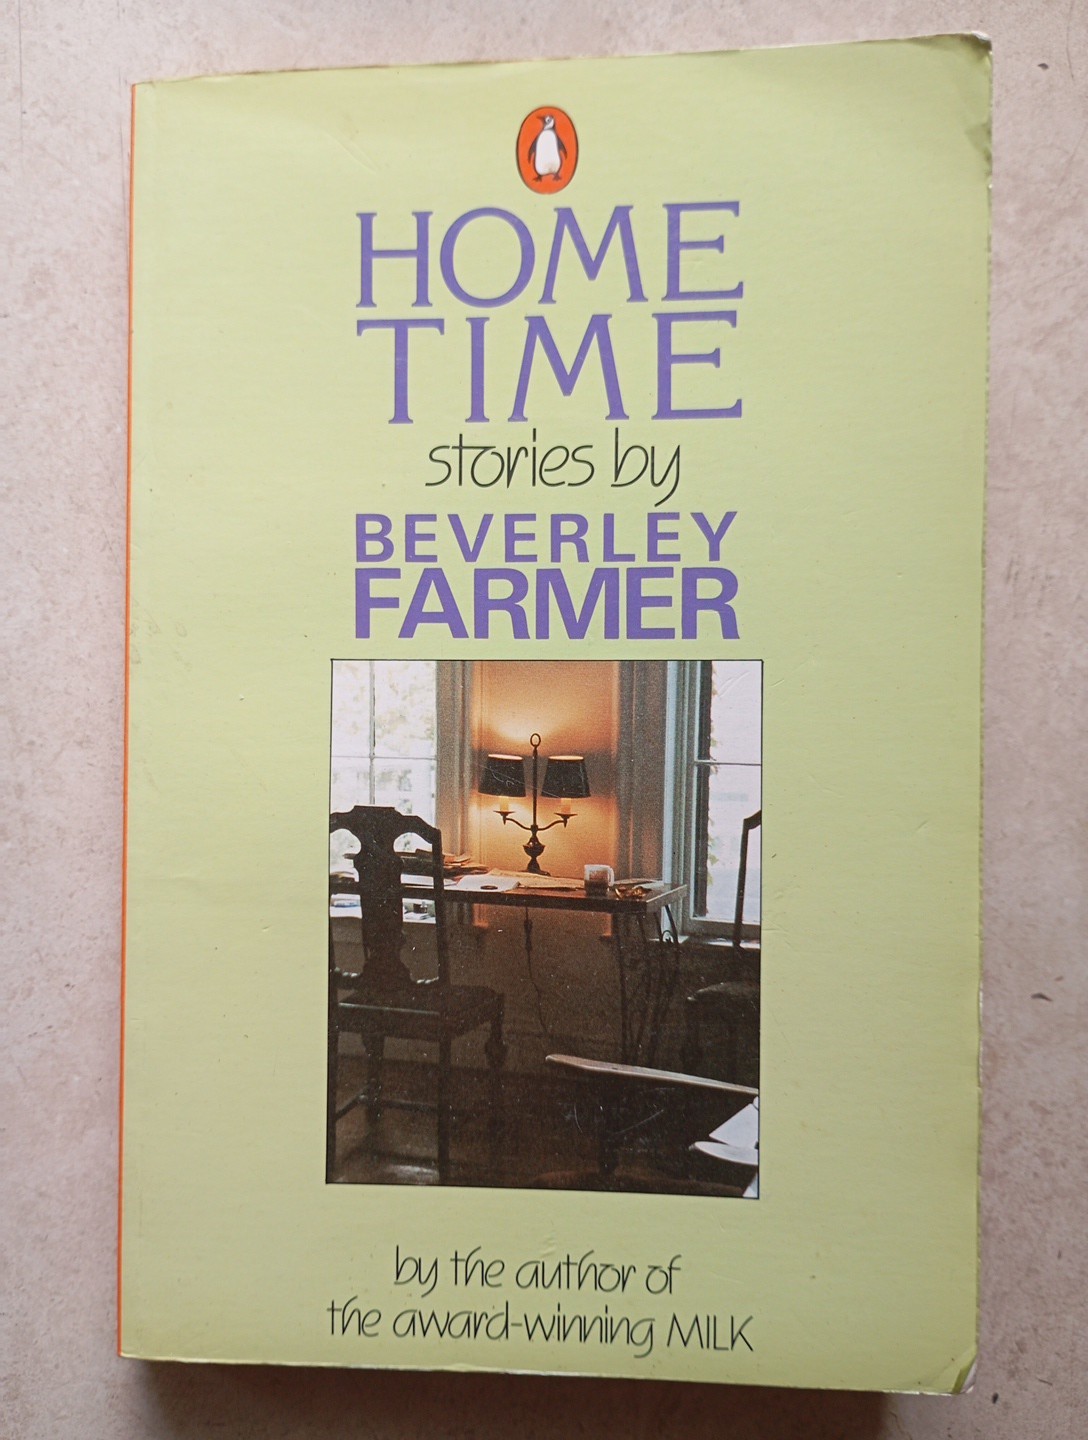 HOME
TIME
stories by
BEVERLEY
FARMER
by the author of
the award-winning MILK